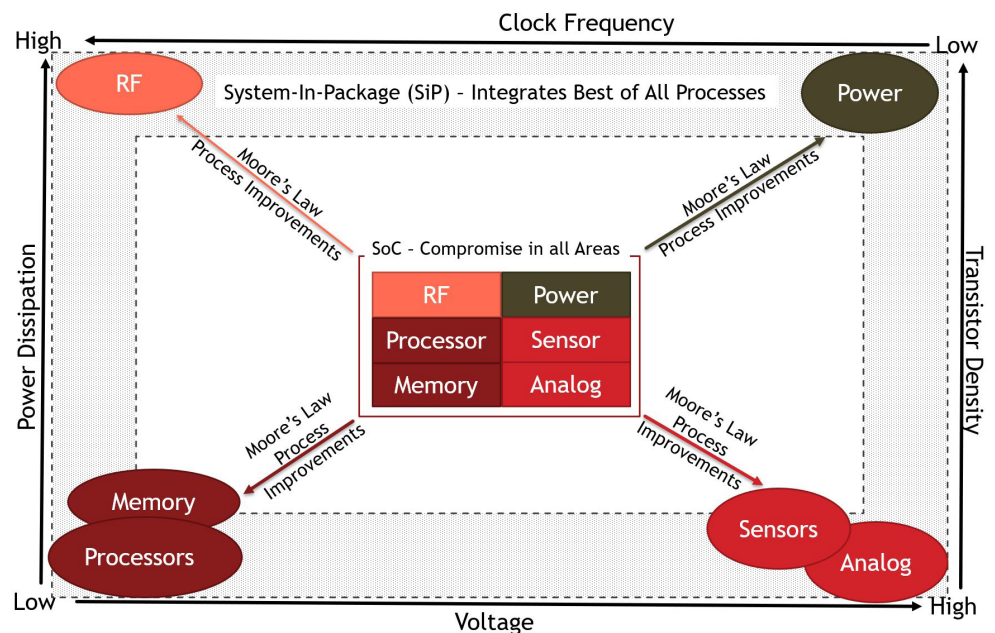 Clock Frequency
High
Low
RF
System-In-Package (SiP) - Integrates Best of All Processes
Power
Moore's Law
Process Improvements
Moore's Law
Process Improvements
SoC - Compromise in all Areas
RF
Power
Processor
Sensor
Memory
Analog
Power Dissipation
Transistor Density
Moore's Law
Process
Improvements
Moore's Law
Process
Improvements
Memory
Processors
Sensors
Analog
Low
High
Voltage